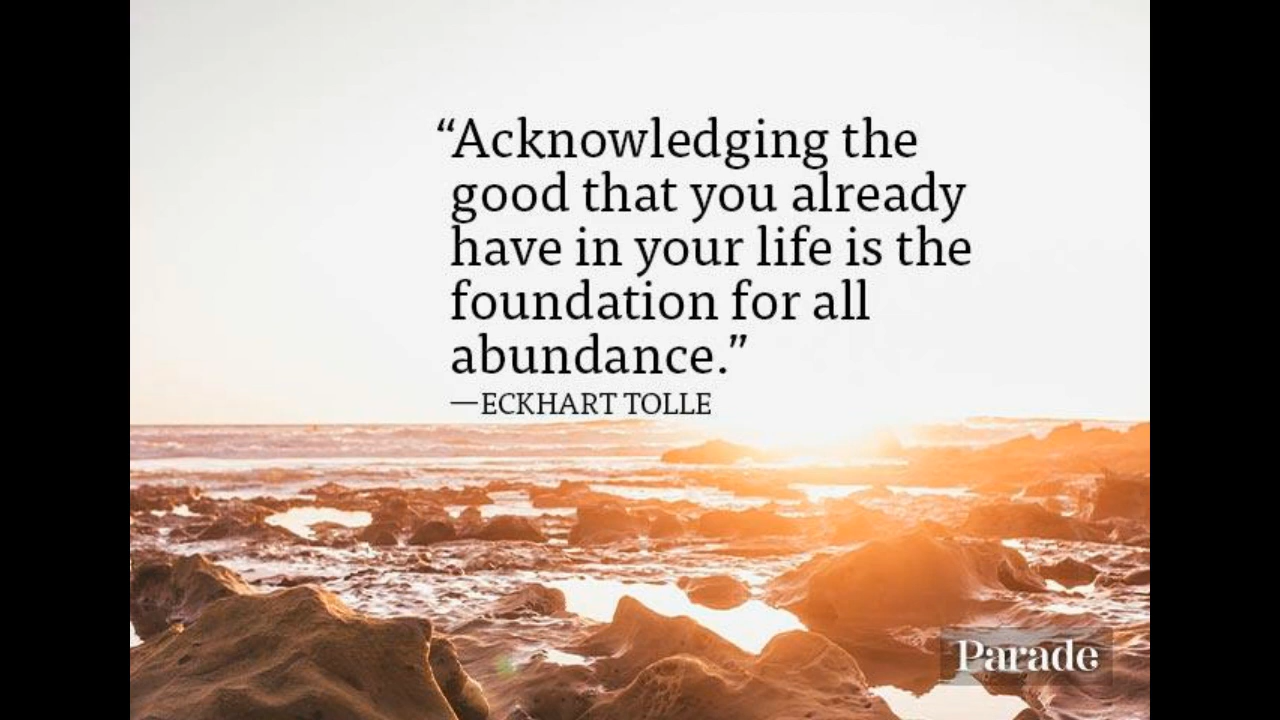 “Acknowledging the
good that you already
have in your life is the
foundation for all
abundance.”
—ECKHART TOLLE
Parade